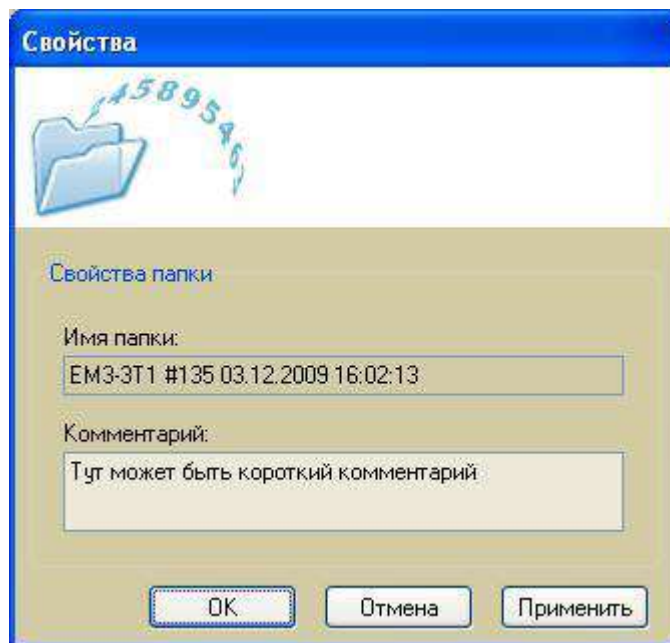 Свойства
24589546
Свойства папки
Имя папки:
EM3-3T1 #135 03.12.2009 16:02:13
Комментарий:
Тут может быть короткий комментарий
OK
Отмена
Применить